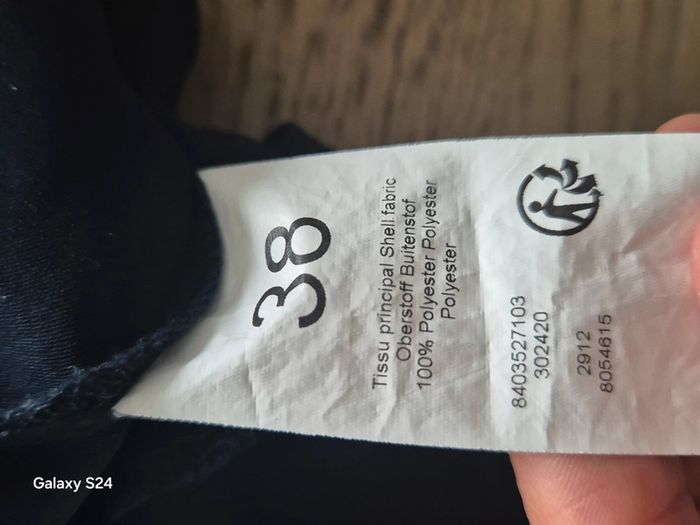 38
Tissu principal Shell fabric
Oberstoff Buitenstof
100% Polyester Polyester
Polyester
8403527103
302420
2912
8054615
Galaxy S24